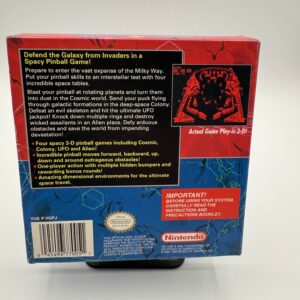 Defend the Galaxy from Invaders in a
Spacy Pinball Game!
Prepare to enter the vast expanse of the Milky Way.
Put your pinball skills to an interstellar test with four
incredible space tables.
Blast your pinball at rotating planets and turn them
into dust in the Cosmic world. Send your puck flying
through galactic formations in the deep-space Colony.
Defeat an evil skeleton and hit the ultimate UFO
jackpot! Knock down multiple rings and destroy
wicked assailants in an Alien place. Defy arduous
obstacles and save the world from impending
devastation!
• Four spacy 3-D pinball games including Cosmic,
Colony, UFO and Alien!
• Incredible pinball moves forward, backward, up,
down and around outrageous obstacles!
• One-player action with multiple hidden bumpers and
rewarding bonus rounds!
• Amazing dimensional environments for the ultimate
space travel.
Actual Game Play is 3-D!
IMPORTANT!
BEFORE USING YOUR SYSTEM,
CAREFULLY READ THE
INSTRUCTION AND
PRECAUTIONS BOOKLET.
Nintendo